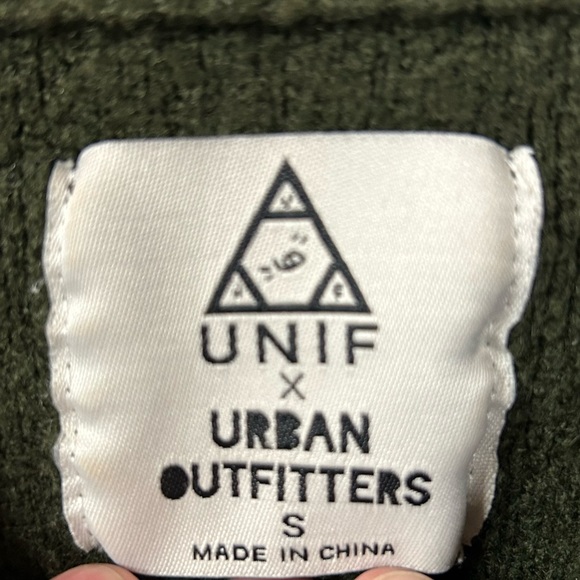 UNIF
X
URBAN
OUTFITTERS
S
MADE IN CHINA